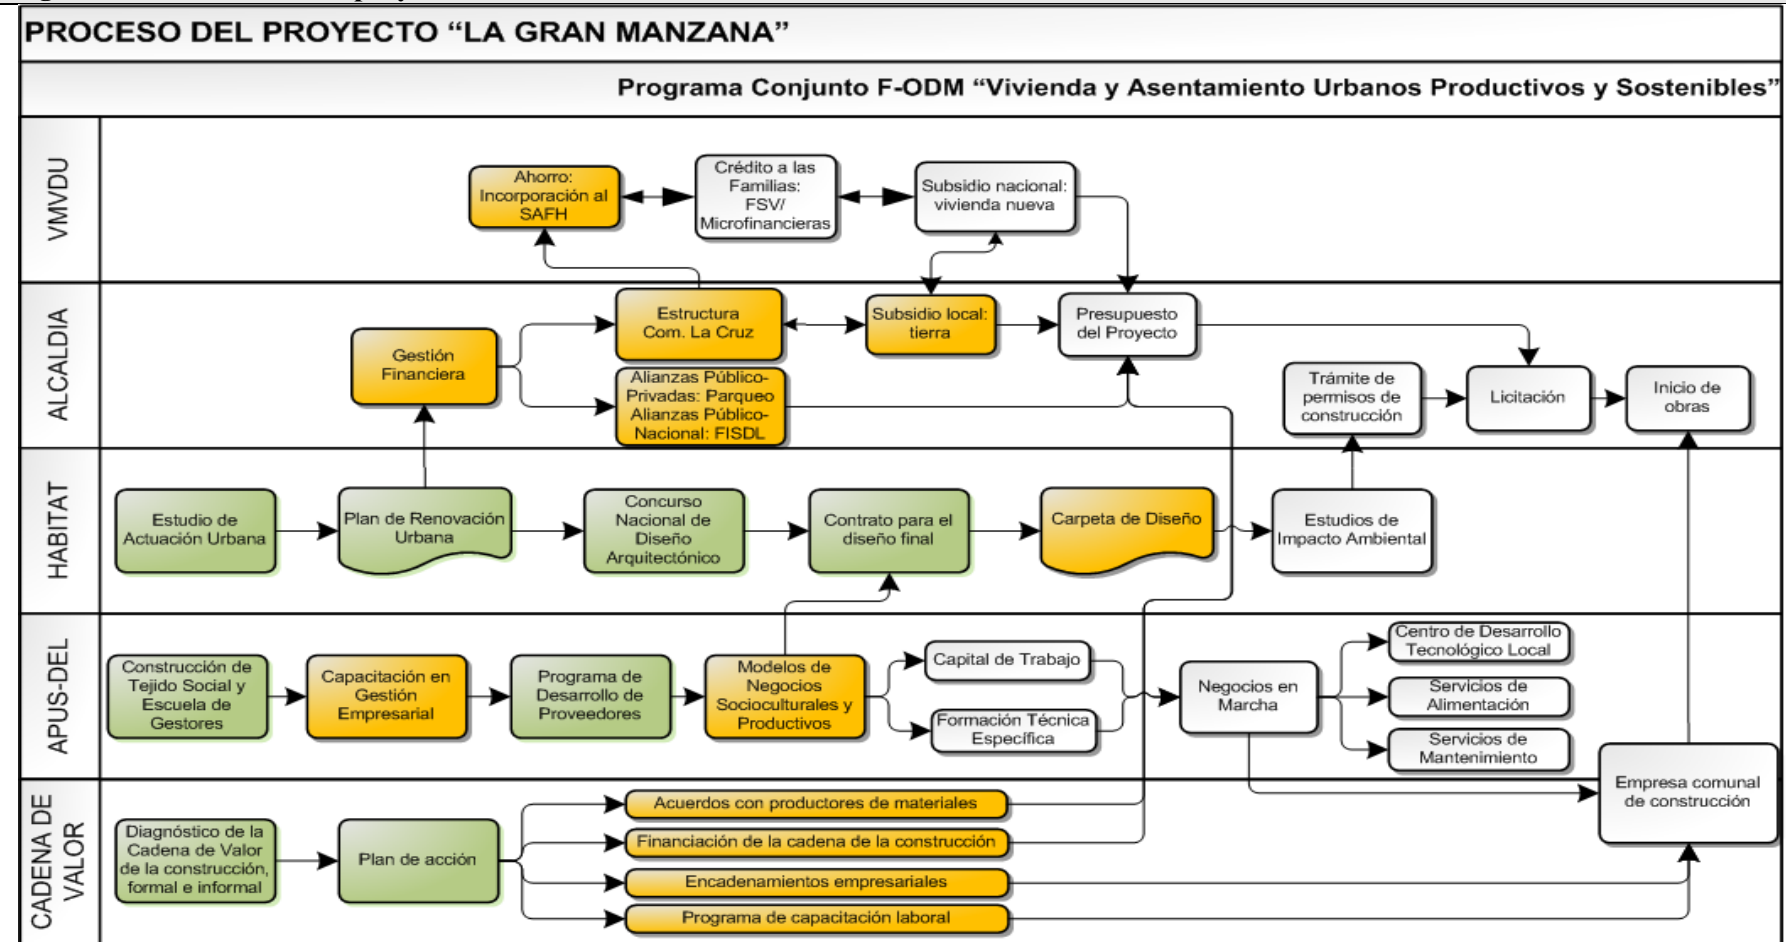 PROCESO DEL PROYECTO “LA GRAN MANZANA”
Programa Conjunto F-ODM “Vivienda y Asentamiento Urbanos Productivos y Sostenibles”
VMVDU
Ahorro:
Incorporación al
SAFH
Crédito a las
Familias:
FSV/
Microfinancieras
Subsidio nacional:
vivienda nueva
ALCALDIA
Gestión
Financiera
Estructura
Com. La Cruz
Alianzas Público-
Privadas: Parqueo
Alianzas Público-
Nacional: FISDL
Subsidio local:
tierra
Presupuesto
del Proyecto
Trámite de
permisos de
construcción
Licitación
Inicio de
obras
HABITAT
Estudio de
Actuación Urbana
Plan de Renovación
Urbana
Concurso
Nacional de
Diseño
Arquitectónico
Contrato para el
diseño final
Carpeta de Diseño
Estudios de
Impacto Ambiental
APUS-DEL
Construcción de
Tejido Social y
Escuela de
Gestores
Capacitación en
Gestión
Empresarial
Programa de
Desarrollo de
Proveedores
Modelos de
Negocios
Socioculturales y
Productivos
Capital de Trabajo
Formación Técnica
Específica
Negocios en
Marcha
Centro de Desarrollo
Tecnológico Local
Servicios de
Alimentación
Servicios de
Mantenimiento
Empresa comunal
de construcción
CADENA DE
VALOR
Diagnóstico de la
Cadena de Valor
de la construcción,
formal e informal
Plan de acción
Acuerdos con productores de materiales
Financiación de la cadena de la construcción
Encadenamientos empresariales
Programa de capacitación laboral